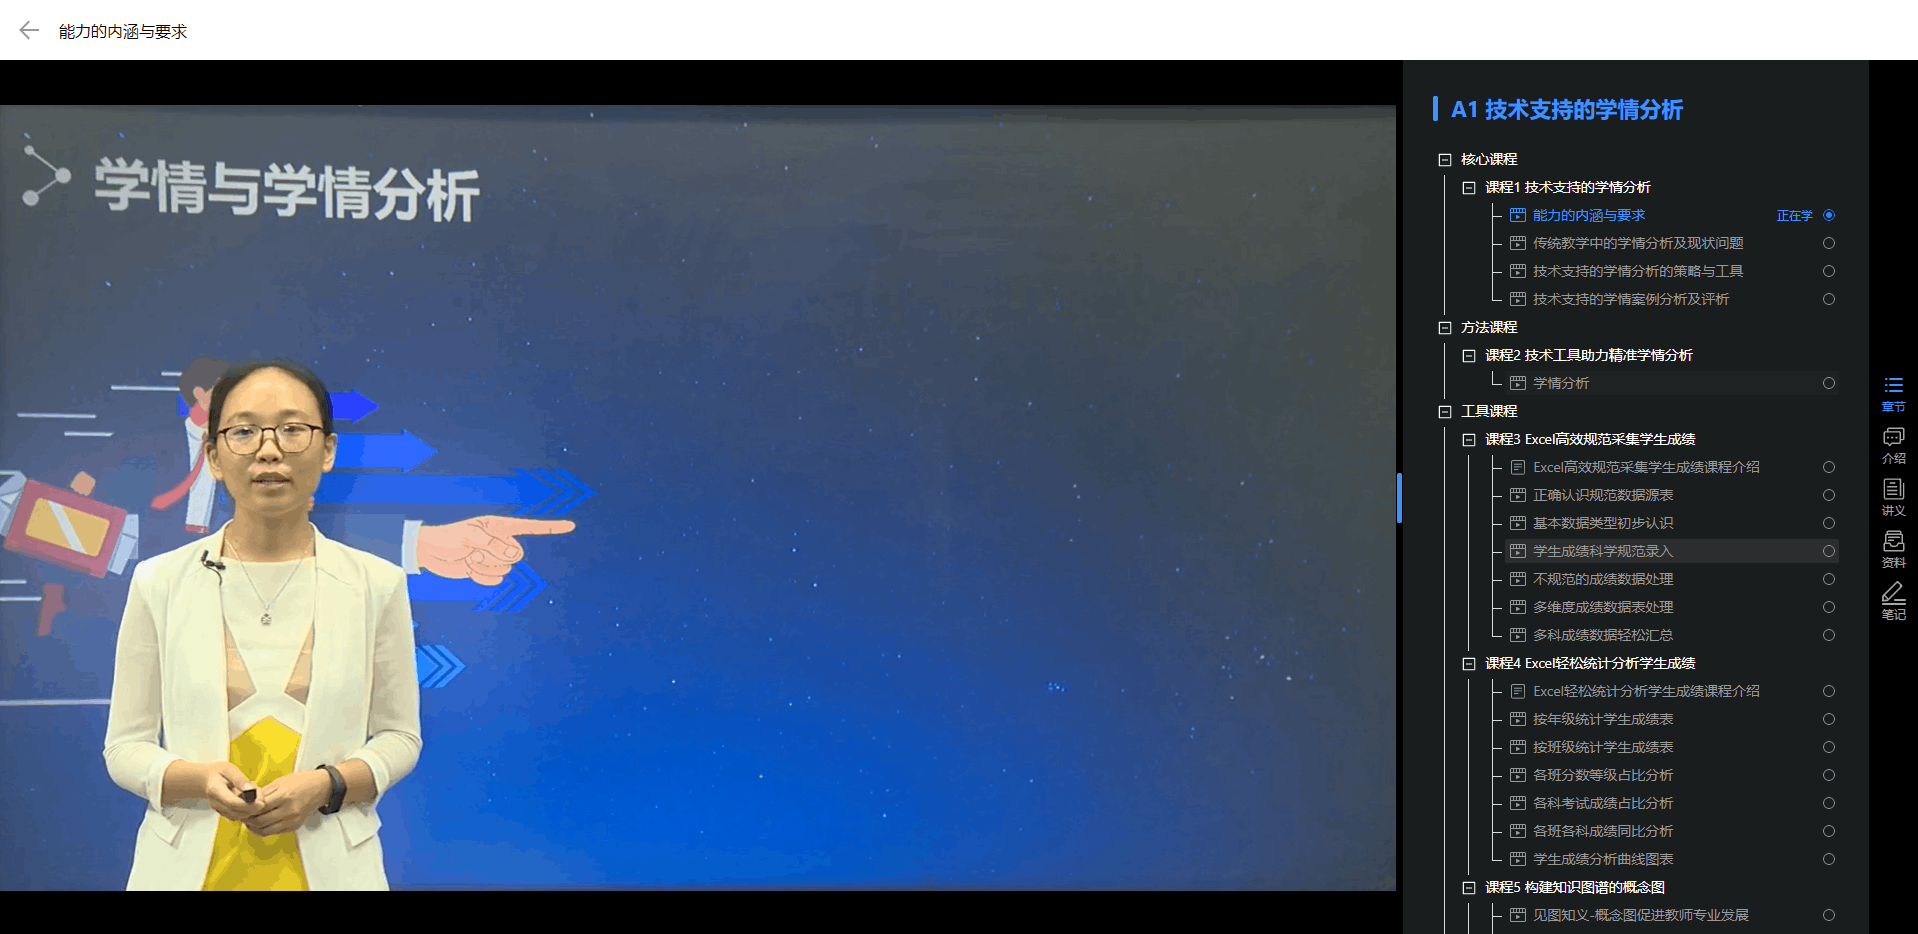 能力的内涵与要求
学情与学情分析
A1 技术支持的学情分析
核心课程
课程1 技术支持的学情分析
能力的内涵与要求 正在学
传统教学中的学情分析及现状问题
技术支持的学情分析的策略与工具
技术支持的学情案例分析及评析
方法课程
课程2 技术工具助力精准学情分析
学情分析
工具课程
课程3 Excel高效规范采集学生成绩
Excel高效规范采集学生成绩课程介绍
正确认识规范数据源表
基本数据类型初步认识
学生成绩科学规范录入
不规范的成绩数据处理
多维度成绩数据表处理
多科成绩数据轻松汇总
课程4 Excel轻松统计分析学生成绩
Excel轻松统计分析学生成绩课程介绍
按年级统计学生成绩表
按班级统计学生成绩表
各班分数等级占比分析
各科考试成绩占比分析
各班各科成绩同比分析
学生成绩分析曲线图表
课程5 构建知识图谱的概念图
见图知义-概念图促进教师专业发展
章节
介绍
讲义
资料
笔记